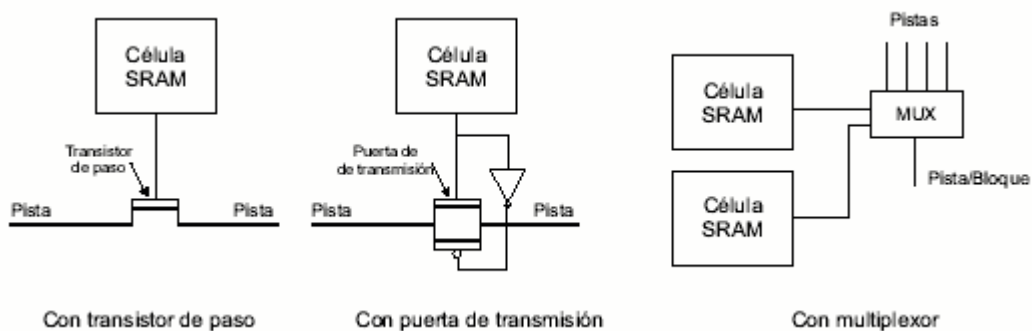 Célula
SRAM
Transistor
de paso
Pista
Pista
Con transistor de paso
Célula
SRAM
Puerta de
de transmisión
Pista
Pista
Con puerta de transmisión
Pistas
Célula
SRAM
MUX
Pista/Bloque
Célula
SRAM
Con multiplexor